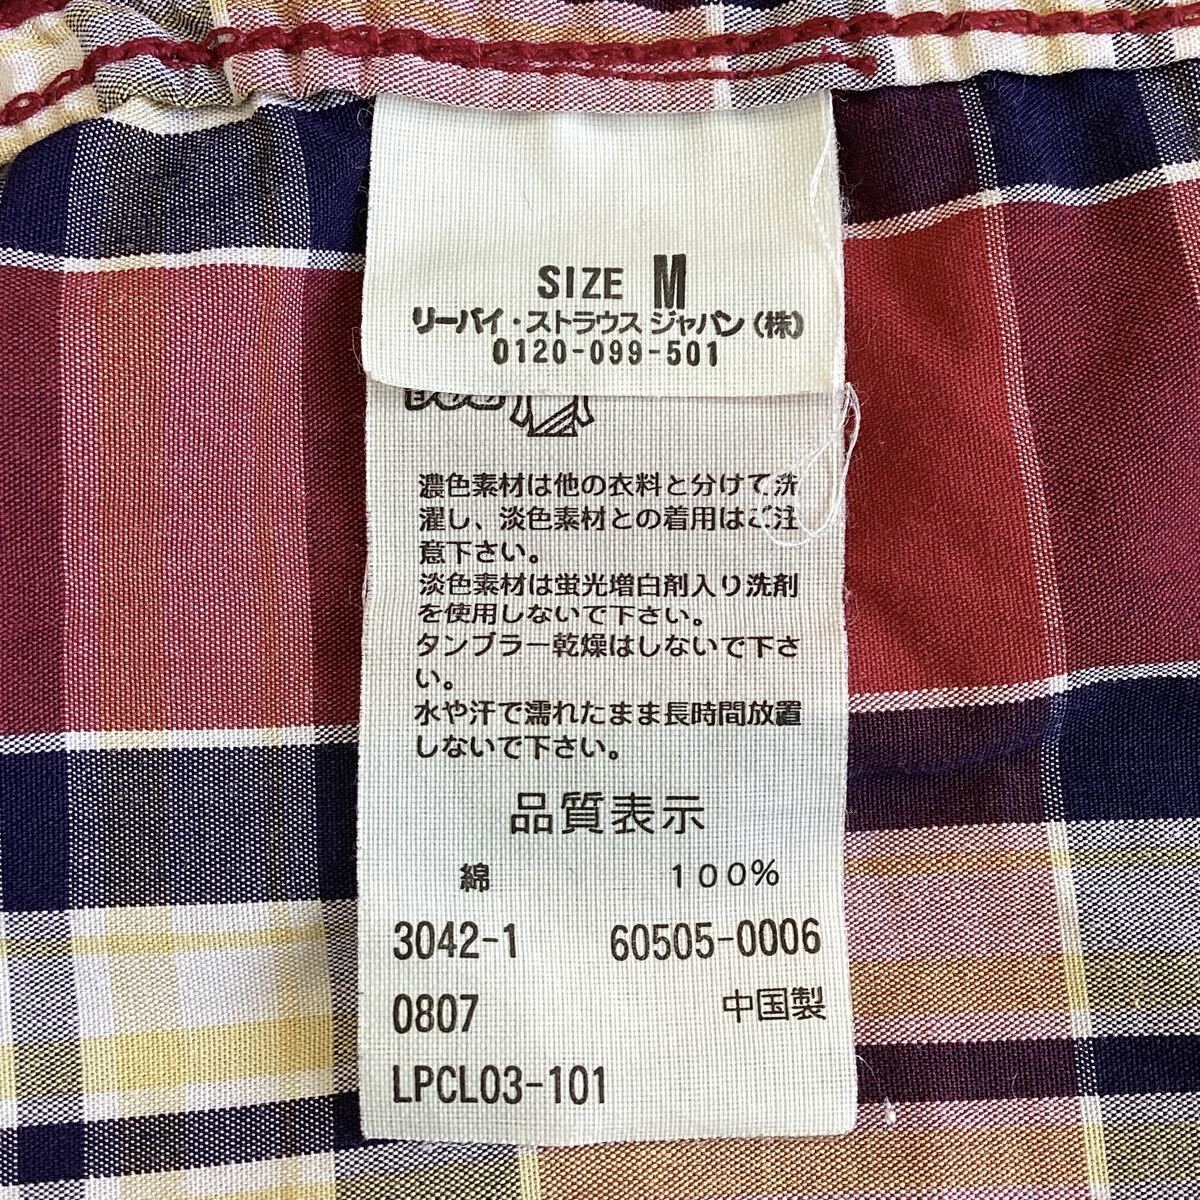 SIZE M
リーバイ・ストラウス ジャパン(株)
0120-099-501
濃色素材は他の衣料と分けて洗
濯し、淡色素材との着用はご注
意下さい。
淡色素材は蛍光増白剤入り洗剤
を使用しないで下さい。
タンブラー乾燥はしないで下さ
い。
水や汗で濡れたまま長時間放置
しないで下さい。
品質表示
綿 100%
3042-1 60505-0006
0807 中国製
LPCL03-101